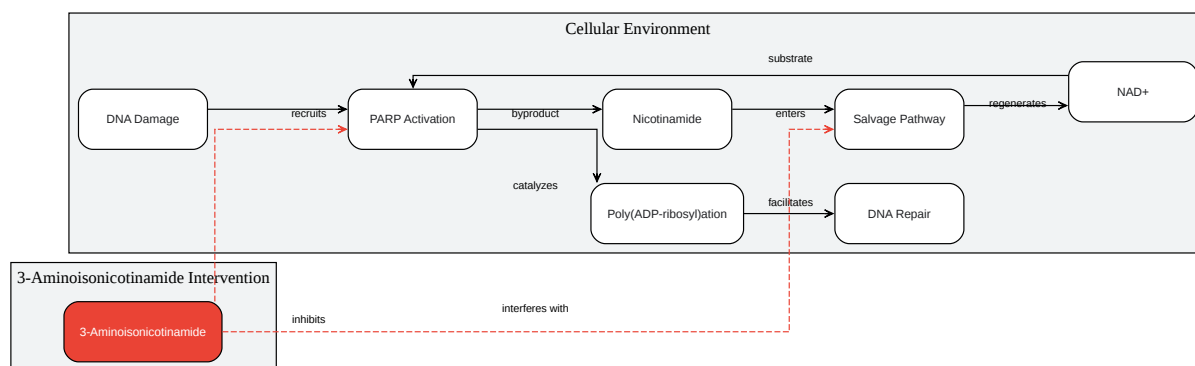 Cellular Environment
substrate
NAD+
DNA Damage
recruits
PARP Activation
byproduct
Nicotinamide
enters
Salvage Pathway
regenerates
catalyzes
Poly(ADP-ribosyl)ation
facilitates
DNA Repair
3-Aminoisonicotinamide Intervention
3-Aminoisonicotinamide
inhibits
interferes with